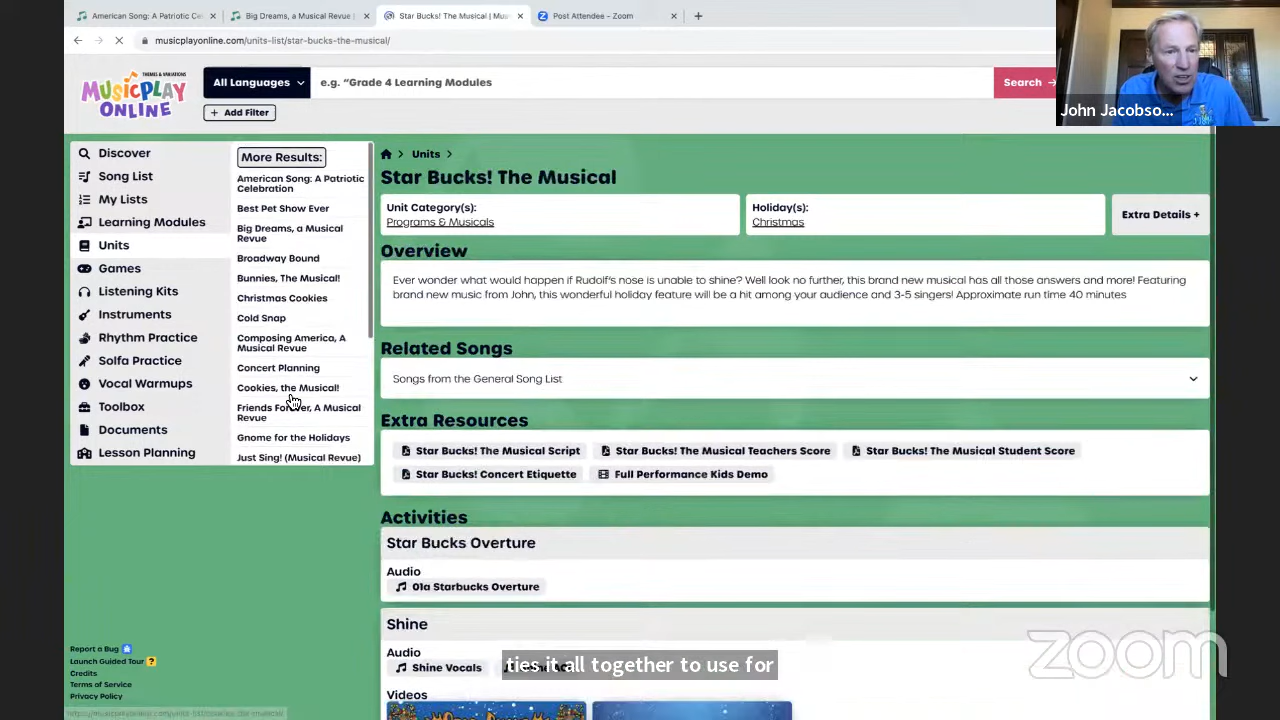 American Song: A Patriotic Ce
Big Dreams, a Musical Revue |
Star Bucks! The Musical | Mus
Post Attendee - Zoom
musicplayonline.com/units-list/star-bucks-the-musical/
THEMES & VARIATIONS
MUSICPLAY
ONLINE
All Languages
e.g. "Grade 4 Learning Modules
Search →
+ Add Filter
John Jacobso...
Discover
Song List
My Lists
Learning Modules
Units
Games
Listening Kits
Instruments
Rhythm Practice
Solfa Practice
Vocal Warmups
Toolbox
Documents
Lesson Planning
More Results:
American Song: A Patriotic
Celebration
Best Pet Show Ever
Big Dreams, a Musical
Revue
Broadway Bound
Bunnies, The Musical!
Christmas Cookies
Cold Snap
Composing America, A
Musical Revue
Concert Planning
Cookies, the Musical!
Friends Forever, A Musical
Revue
Gnome for the Holidays
Just Sing! (Musical Revue)
Units
Star Bucks! The Musical
Unit Category(s):
Programs & Musicals
Holiday(s):
Christmas
Extra Details +
Overview
Ever wonder what would happen if Rudolf's nose is unable to shine? Well look no further, this brand new musical has all those answers and more! Featuring
brand new music from John, this wonderful holiday feature will be a hit among your audience and 3-5 singers! Approximate run time 40 minutes
Related Songs
Songs from the General Song List
Extra Resources
Star Bucks! The Musical Script
Star Bucks! The Musical Teachers Score
Star Bucks! The Musical Student Score
Star Bucks! Concert Etiquette
Full Performance Kids Demo
Activities
Star Bucks Overture
Audio
01a Starbucks Overture
Shine
Audio
Shine Vocals
Videos
ties it all together to use for
zoom
Report a Bug
Launch Guided Tour ?
Credits
Terms of Service
Privacy Policy